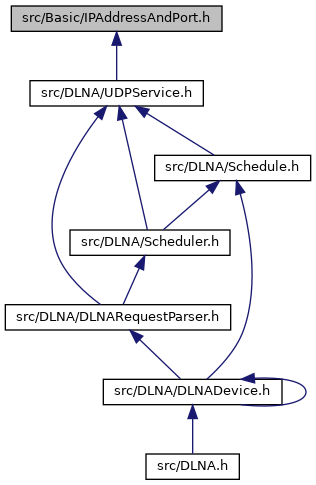 src/Basic/IPAddressAndPort.h
src/DLNA/UDPService.h
src/DLNA/Schedule.h
src/DLNA/Scheduler.h
src/DLNA/DLNARequestParser.h
src/DLNA/DLNADevice.h
src/DLNA.h